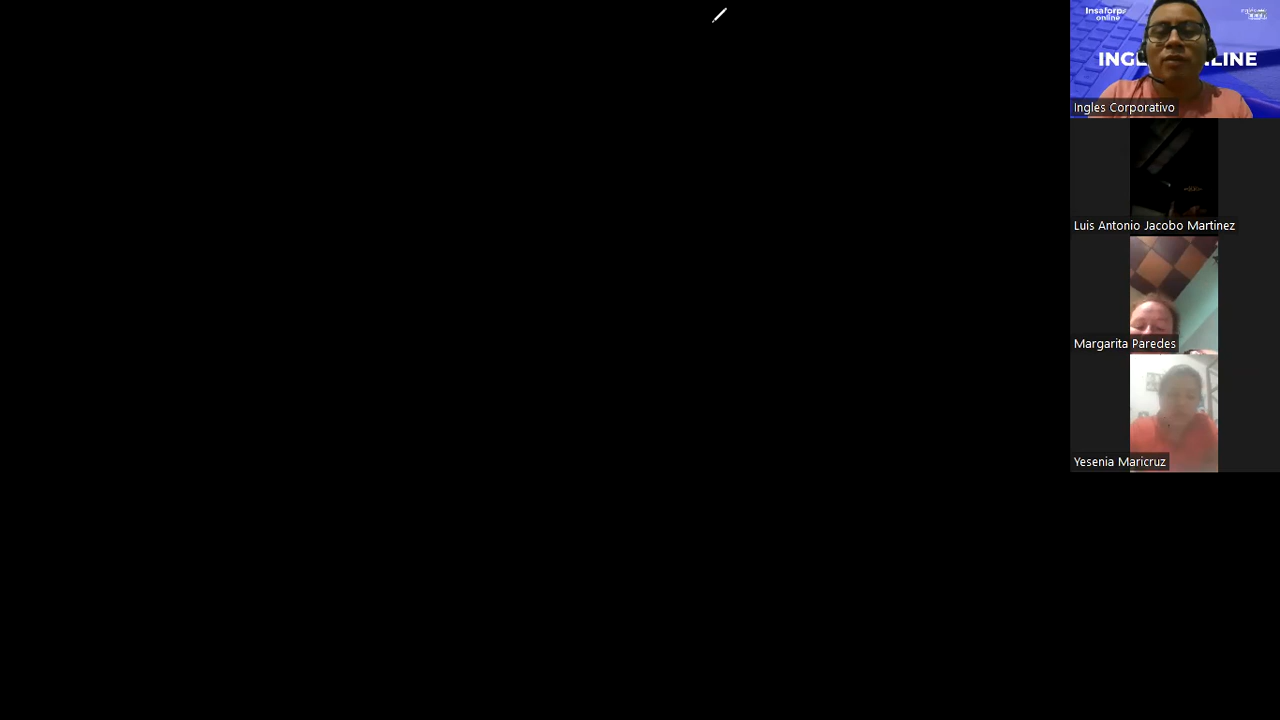 Insaforp
online
INGL   LINE
Ingles Corporativo
Luis Antonio Jacobo Martinez
Margarita Paredes
Yesenia Maricruz